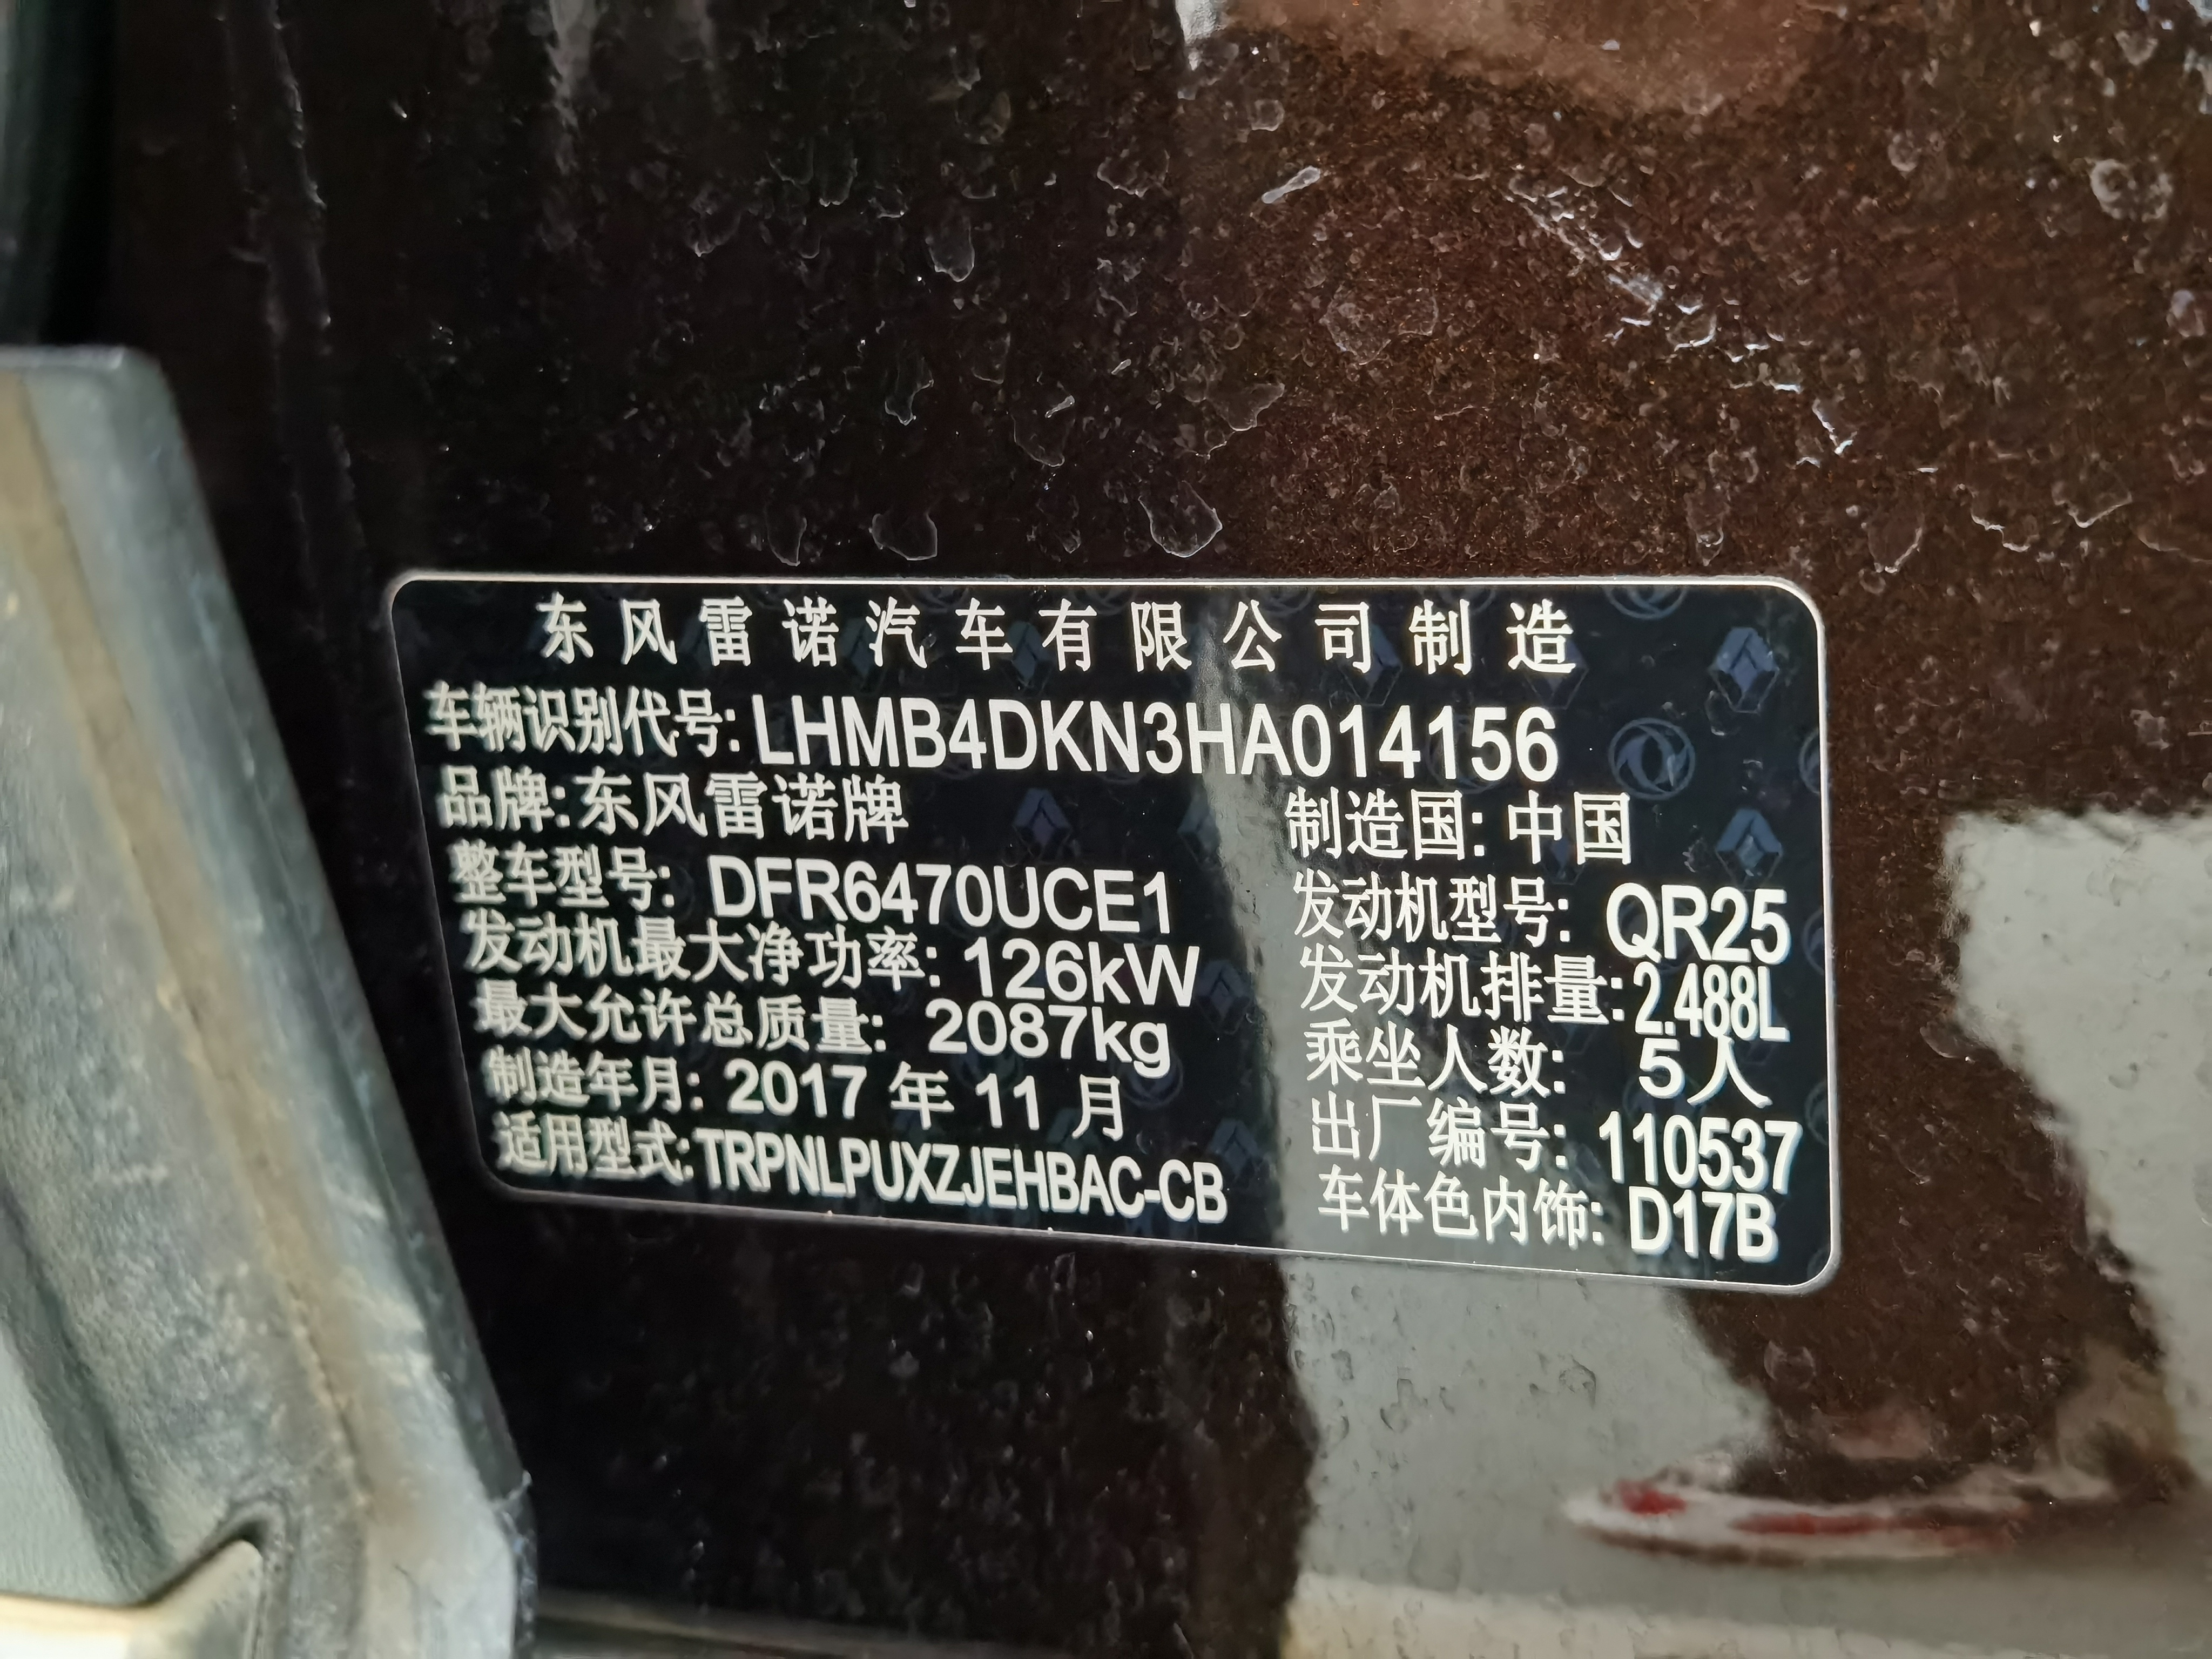 东风雷诺汽车有限公司制造
车辆识别代号: LHMB4DKN3HA014156
品牌: 东风雷诺牌 制造国: 中国
整车型号: DFR6470UCE1 发动机型号: QR25
发动机最大净功率: 126kW 发动机排量: 2.488L
最大允许总质量: 2087kg 乘坐人数: 5人
制造年月: 2017 年 11 月 出厂编号: 110537
适用型式: TRPNLPUXZJEHBAC-CB 车体色内饰: D17B